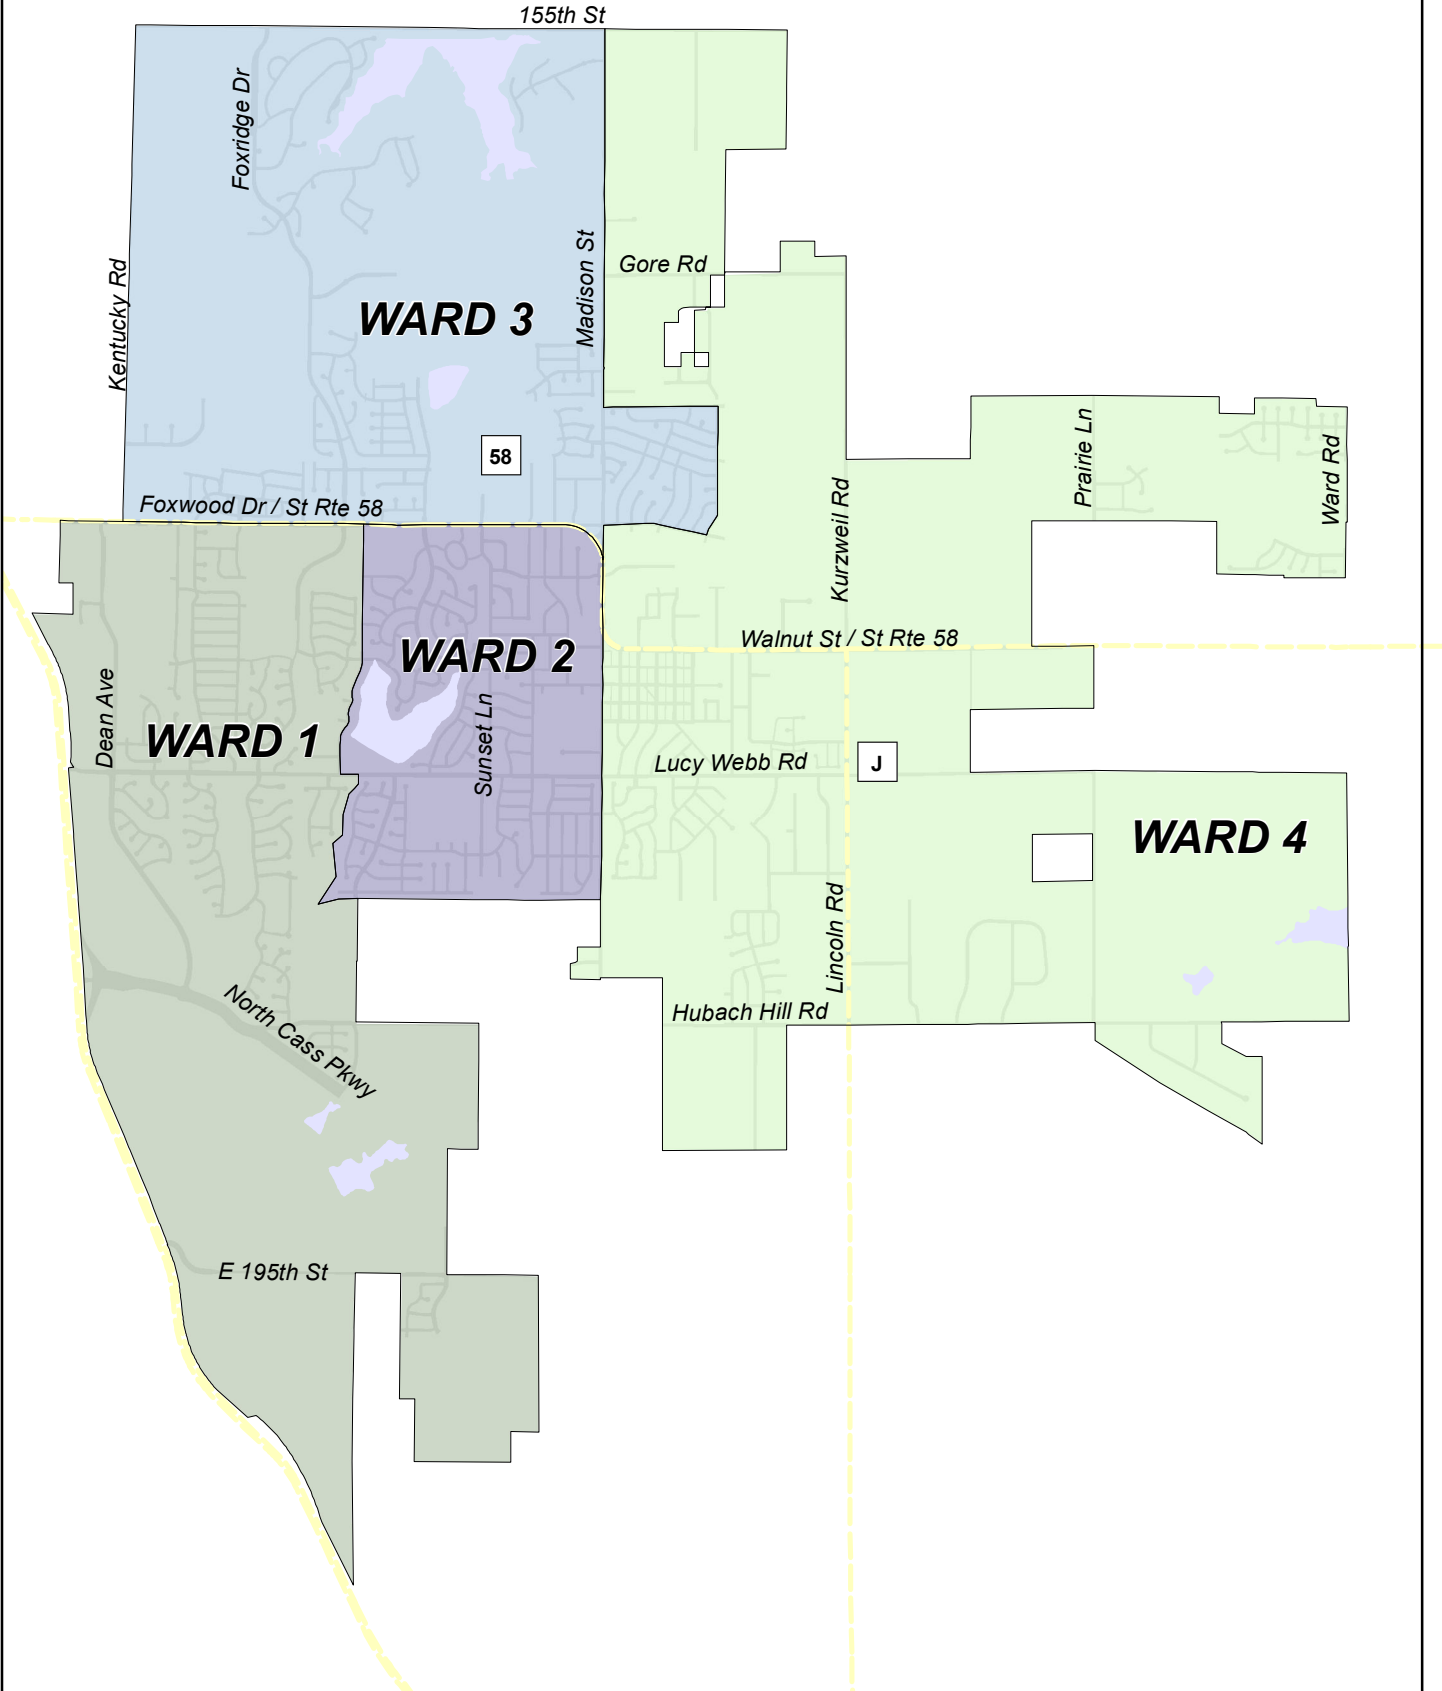 155th St
Foxridge Dr
Kentucky Rd
Madison St
Gore Rd
WARD 3
58
Foxwood Dr / St Rte 58
Kurzweil Rd
Prairie Ln
Ward Rd
Walnut St / St Rte 58
WARD 2
Sunset Ln
Dean Ave
WARD 1
Lucy Webb Rd
J
WARD 4
Lincoln Rd
Hubach Hill Rd
North Cass Pkwy
E 195th St